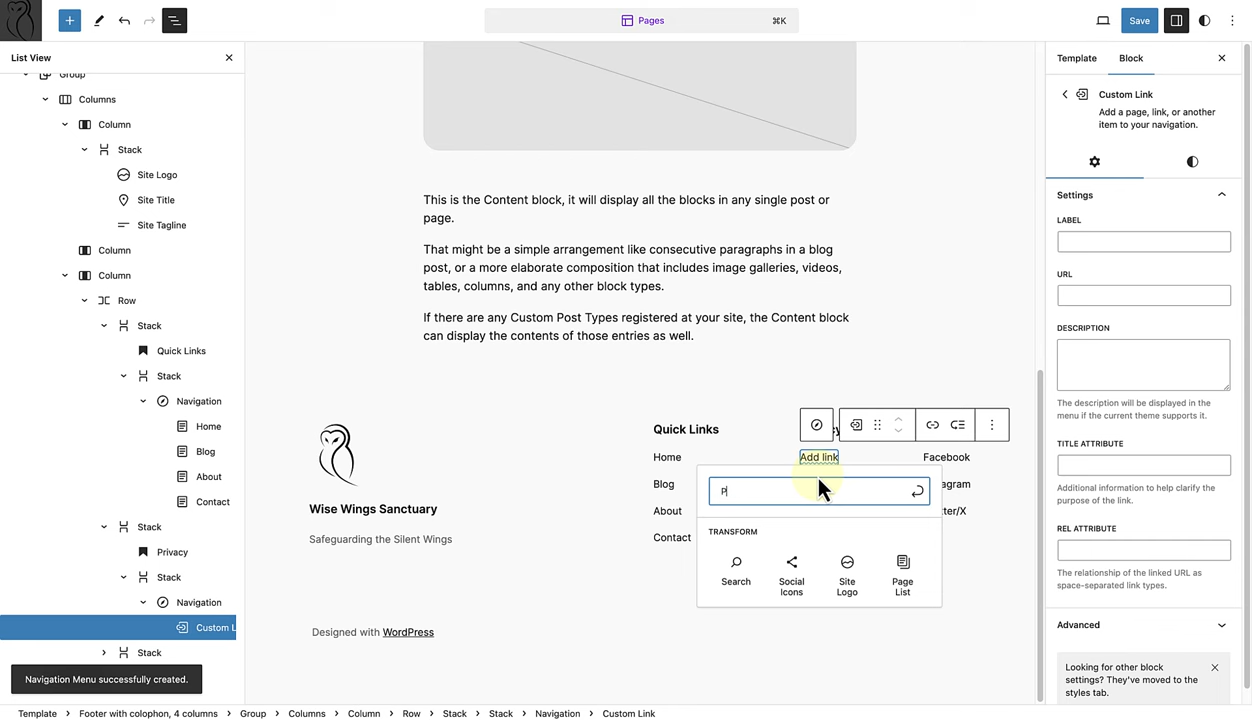 Pages
⌘K
Save
List View
Template
Block
Group
Columns
Column
Stack
Site Logo
Site Title
Site Tagline
Column
Column
Row
Stack
Quick Links
Stack
Navigation
Home
Blog
About
Contact
Stack
Privacy
Stack
Navigation
Custom L
Stack
Navigation Menu successfully created.
This is the Content block, it will display all the blocks in any single post or
page.
That might be a simple arrangement like consecutive paragraphs in a blog
post, or a more elaborate composition that includes image galleries, videos,
tables, columns, and any other block types.
If there are any Custom Post Types registered at your site, the Content block
can display the contents of those entries as well.
Wise Wings Sanctuary
Safeguarding the Silent Wings
Quick Links
Home
Blog
About
Contact
Add link
P
TRANSFORM
Search
Social
Icons
Site
Logo
Page
List
Facebook
agram
ter/X
Designed with WordPress
Custom Link
Add a page, link, or another
item to your navigation.
Settings
LABEL
URL
DESCRIPTION
The description will be displayed in the
menu if the current theme supports it.
TITLE ATTRIBUTE
Additional information to help clarify the
purpose of the link.
REL ATTRIBUTE
The relationship of the linked URL as
space-separated link types.
Advanced
Looking for other block
settings? They've moved to the
styles tab.
Template > Footer with colophon, 4 columns > Group > Columns > Column > Row > Stack > Stack > Navigation > Custom Link